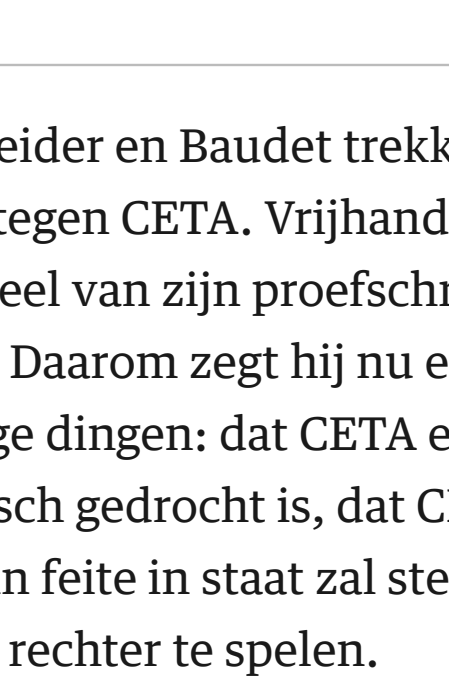 eider en Baudet trekk
tegen CETA. Vrijhand
eel van zijn proefschr
Daarom zegt hij nu e
ge dingen: dat CETA e
sch gedrocht is, dat C
n feite in staat zal ste
rechter te spelen.